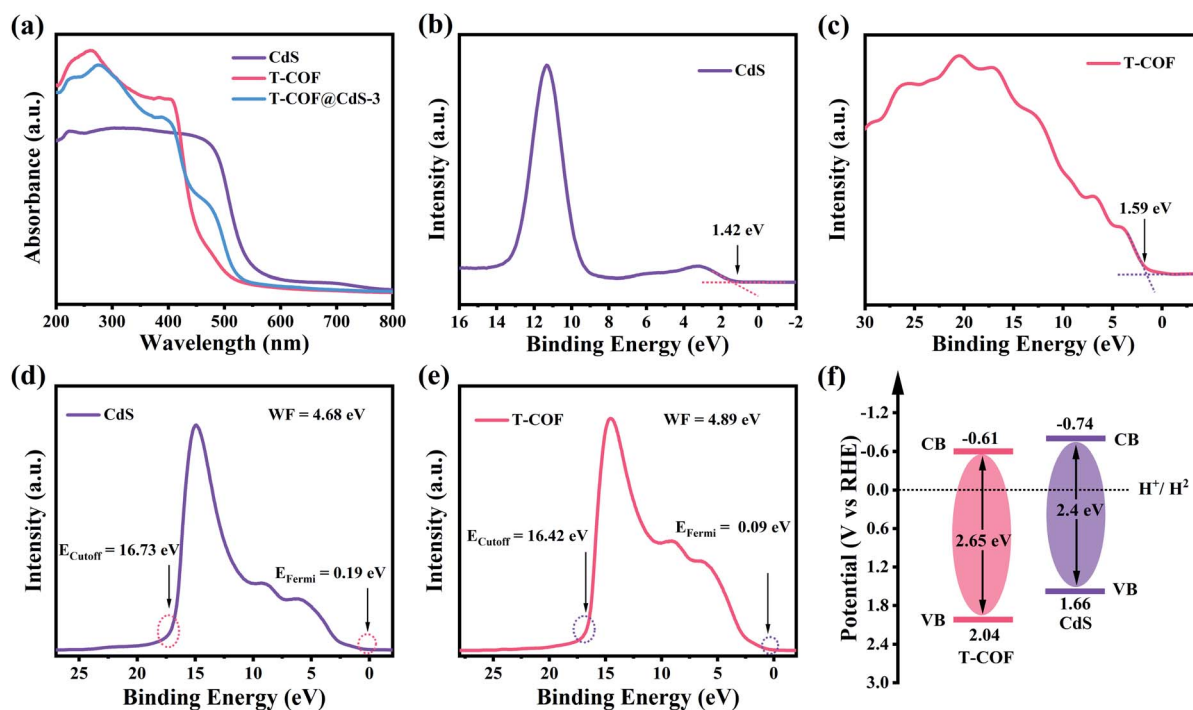 (a)
CdS
T-COF
T-COF@CdS-3
Absorbance (a.u.)
200 300 400 500 600 700 800
Wavelength (nm)
(b)
CdS
1.42 eV
Intensity (a.u.)
16 14 12 10 8 6 4 2 0 -2
Binding Energy (eV)
(c)
T-COF
1.59 eV
Intensity (a.u.)
30 25 20 15 10 5 0
Binding Energy (eV)
(d)
CdS
WF = 4.68 eV
E_Cutoff = 16.73 eV
E_Fermi = 0.19 eV
Intensity (a.u.)
25 20 15 10 5 0
Binding Energy (eV)
(e)
T-COF
WF = 4.89 eV
E_Cutoff = 16.42 eV
E_Fermi = 0.09 eV
Intensity (a.u.)
25 20 15 10 5 0
Binding Energy (eV)
(f)
Potential (V vs RHE)
-1.2
-0.6
0.0
0.6
1.2
1.8
2.4
3.0
-0.61
-0.74
CB
CB
H⁺/ H²
2.65 eV
2.4 eV
VB
VB
2.04
1.66
T-COF
CdS